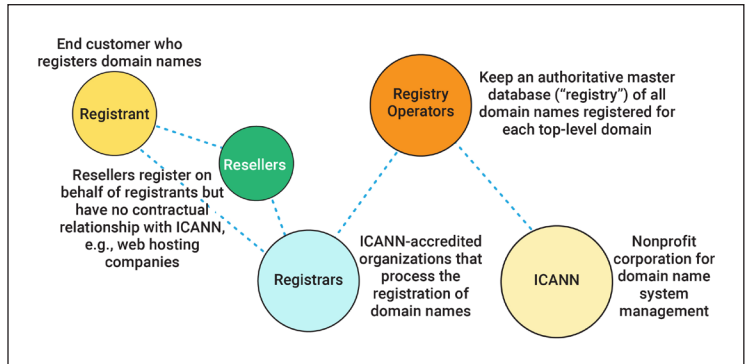 End customer who
registers domain names
Registrant
Resellers
Resellers register on
behalf of registrants but
have no contractual
relationship with ICANN,
e.g., web hosting
companies
Registry
Operators
Keep an authoritative master
database (“registry”) of all
domain names registered for
each top-level domain
Registrars
ICANN-accredited
organizations that
process the
registration of
domain names
ICANN
Nonprofit
corporation for
domain name
system
management